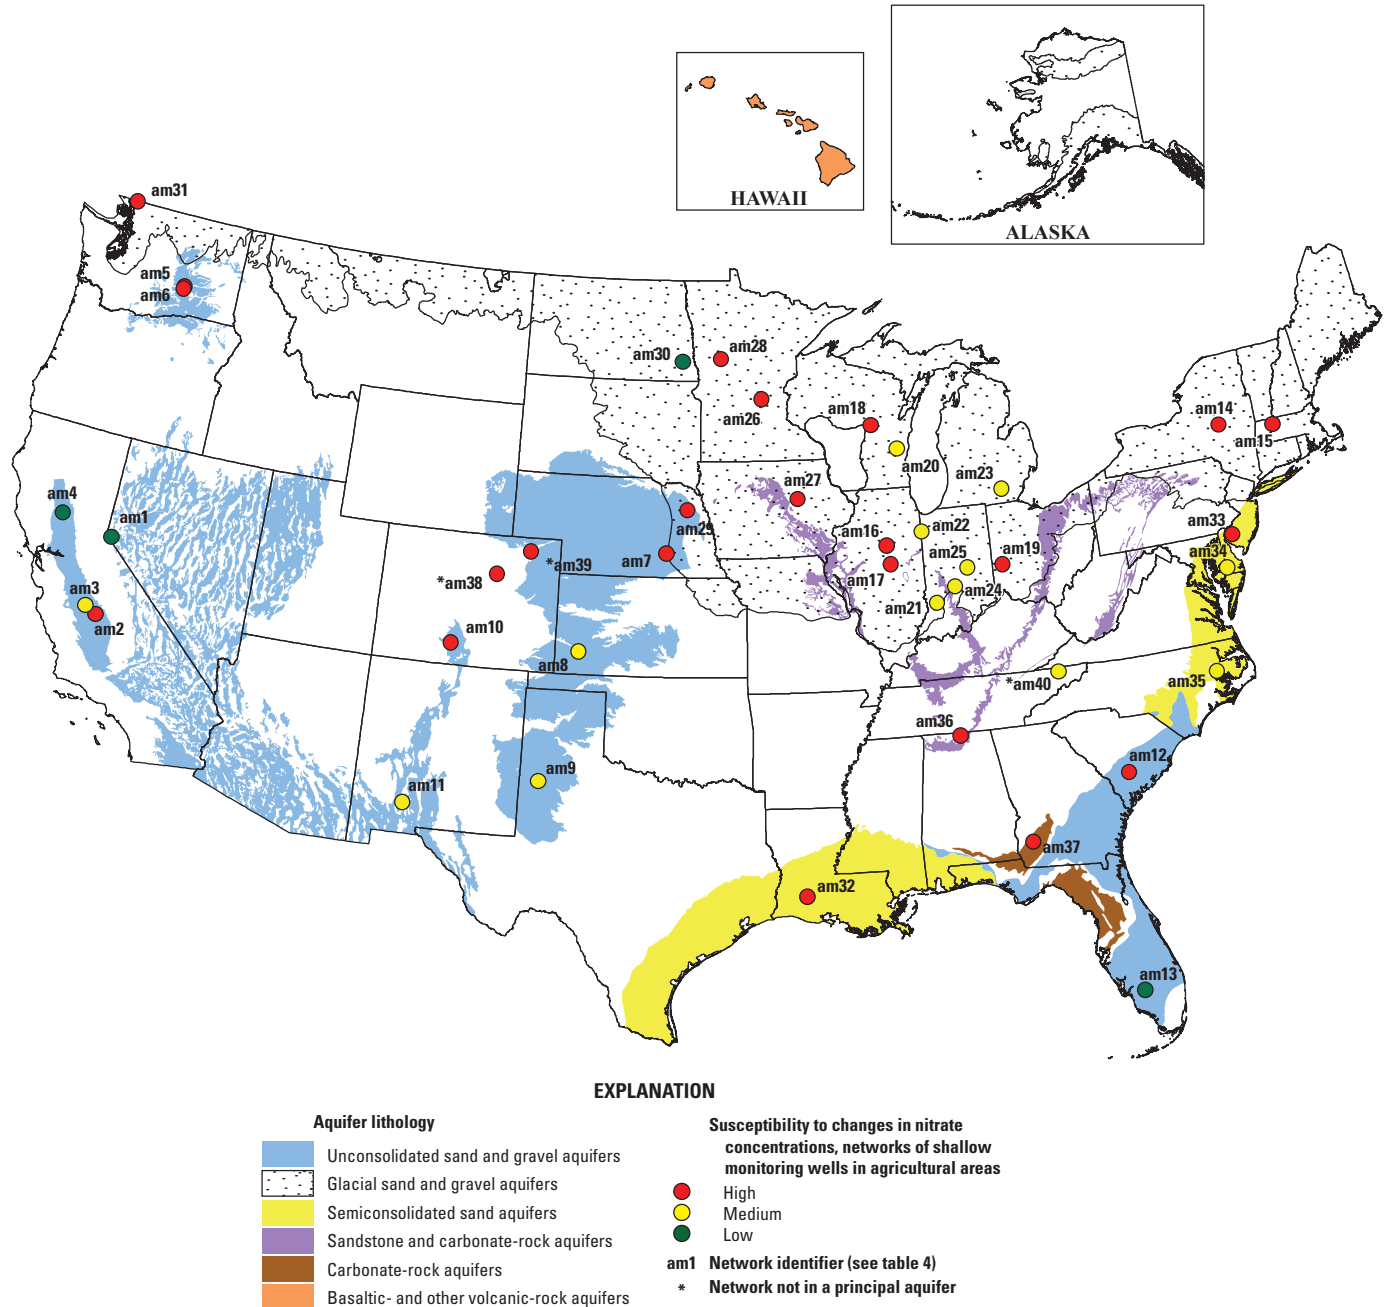 HAWAII
ALASKA
am31
am5
am6
am30
am28
am26
am18
am20
am23
am14
am15
am4
am1
am27
am29
am7
am16
am17
am22
am25
am19
am24
am21
am33
am34
*am39
*am38
am3
am2
am10
am8
*am40
am35
am36
am12
am9
am11
am37
am32
am13
EXPLANATION
Aquifer lithology
Unconsolidated sand and gravel aquifers
Glacial sand and gravel aquifers
Semiconsolidated sand aquifers
Sandstone and carbonate-rock aquifers
Carbonate-rock aquifers
Basaltic- and other volcanic-rock aquifers
Susceptibility to changes in nitrate
concentrations, networks of shallow
monitoring wells in agricultural areas
High
Medium
Low
am1 Network identifier (see table 4)
* Network not in a principal aquifer